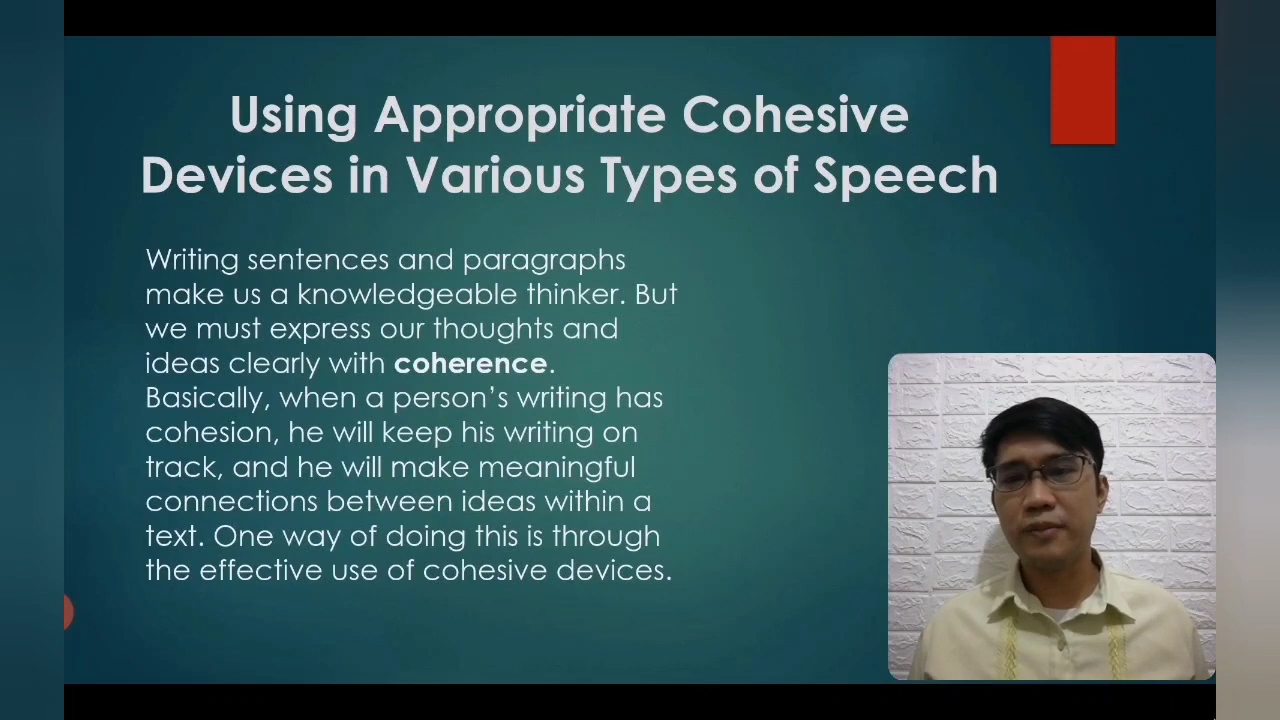 Using Appropriate Cohesive
Devices in Various Types of Speech
Writing sentences and paragraphs
make us a knowledgeable thinker. But
we must express our thoughts and
ideas clearly with coherence.
Basically, when a person’s writing has
cohesion, he will keep his writing on
track, and he will make meaningful
connections between ideas within a
text. One way of doing this is through
the effective use of cohesive devices.